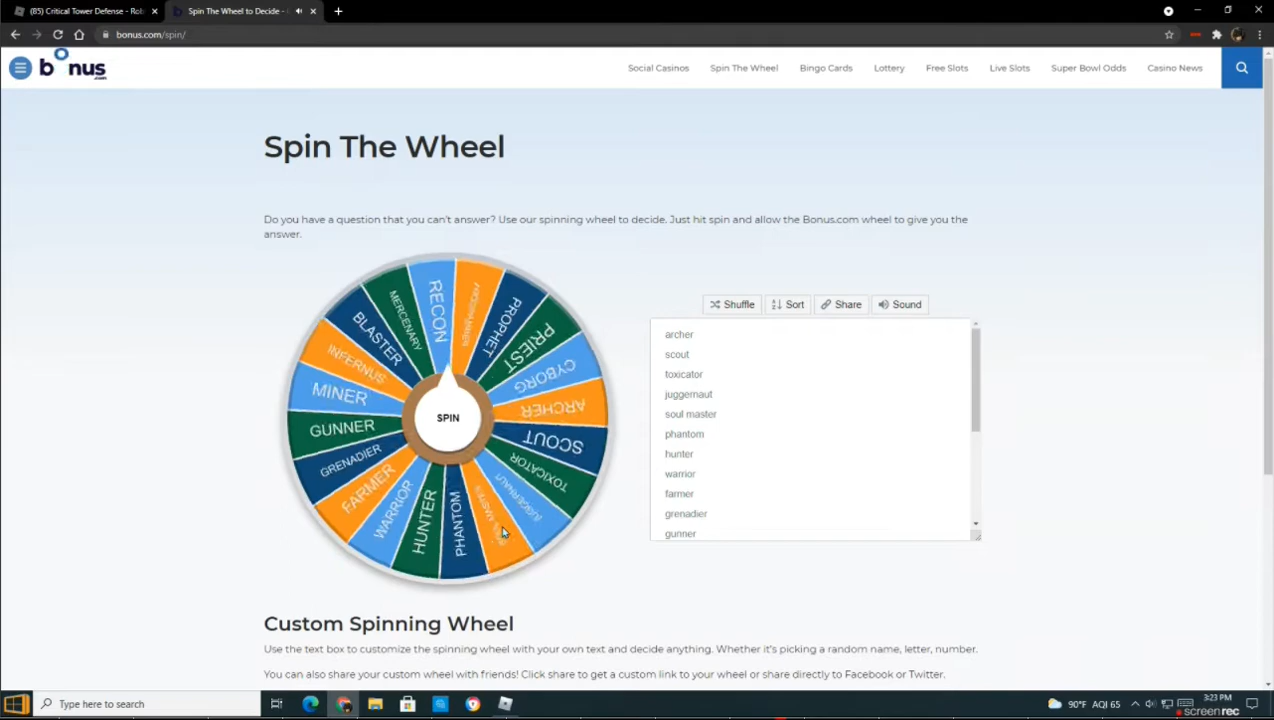 (85) Critical Tower Defense - Rob
Spin The Wheel to Decide -
bonus.com/spin/
bonus
.com
Social Casinos
Spin The Wheel
Bingo Cards
Lottery
Free Slots
Live Slots
Super Bowl Odds
Casino News
Spin The Wheel
Do you have a question that you can't answer? Use our spinning wheel to decide. Just hit spin and allow the Bonus.com wheel to give you the
answer.
RECON
PROPHET
PRIEST
CYBORG
ARCHER
SCOUT
TOXICATOR
JUGGERNAUT
PHANTOM
HUNTER
WARRIOR
FARMER
GRENADIER
GUNNER
MINER
INFERNUS
BLASTER
MERCENARY
SPIN
Shuffle
Sort
Share
Sound
archer
scout
toxicator
juggernaut
soul master
phantom
hunter
warrior
farmer
grenadier
gunner
Custom Spinning Wheel
Use the text box to customize the spinning wheel with your own text and decide anything. Whether it's picking a random name, letter, number.
You can also share your custom wheel with friends! Click share to get a custom link to your wheel or share directly to Facebook or Twitter.
Type here to search
90°F AQI 65
3:23 PM
screen rec